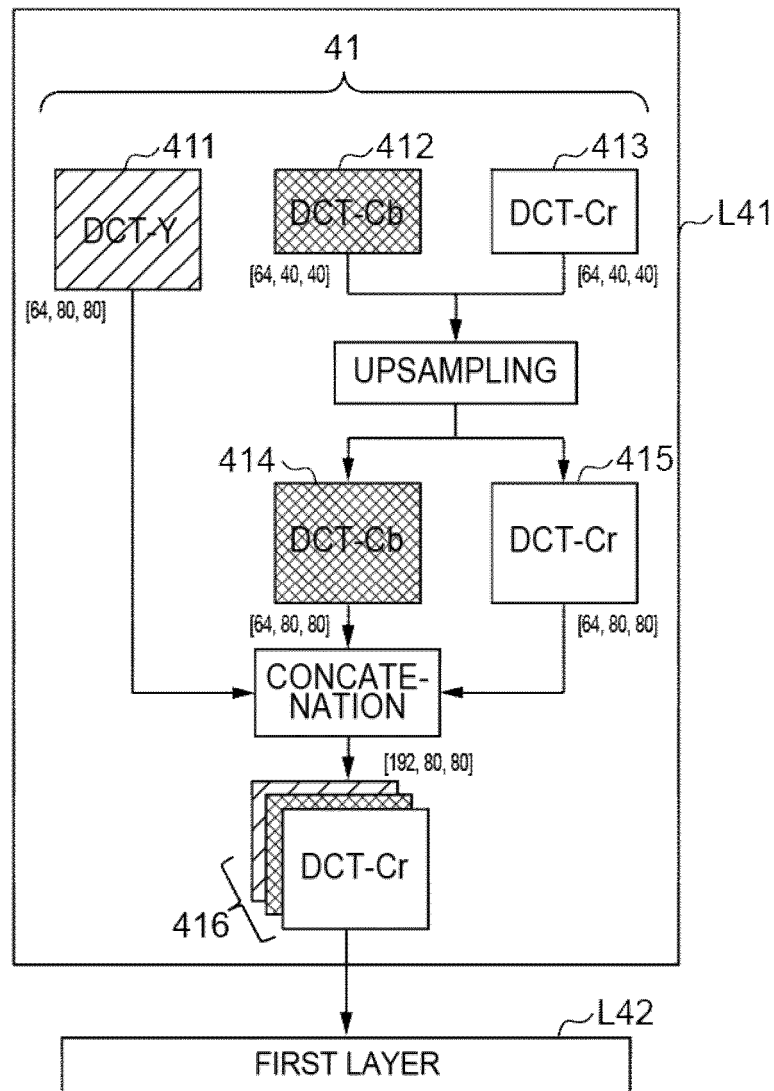 41
411
412
413
DCT-Y
DCT-Cb
DCT-Cr
L41
[64, 80, 80]
[64, 40, 40]
[64, 40, 40]
UPSAMPLING
414
415
DCT-Cb
DCT-Cr
[64, 80, 80]
[64, 80, 80]
CONCATE-
NATION
[192, 80, 80]
DCT-Cr
416
L42
FIRST LAYER